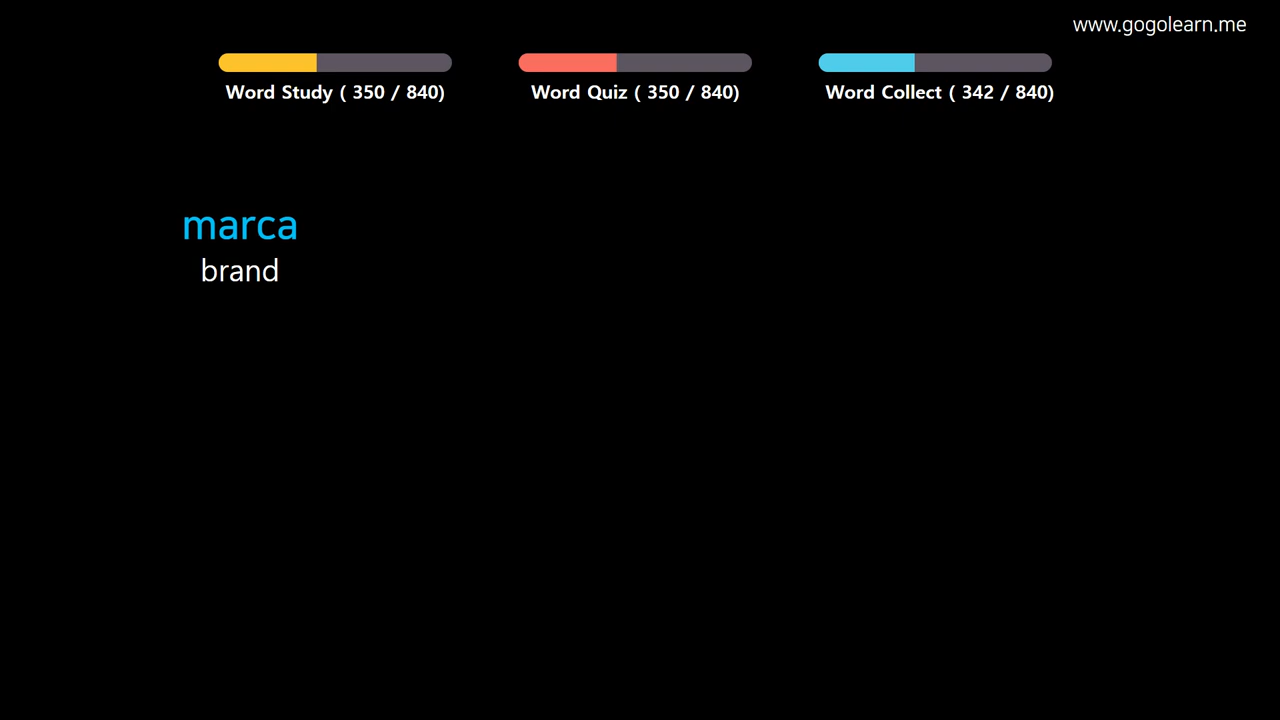 www.gogolearn.me
Word Study ( 350 / 840)
Word Quiz ( 350 / 840)
Word Collect ( 342 / 840)
marca
brand